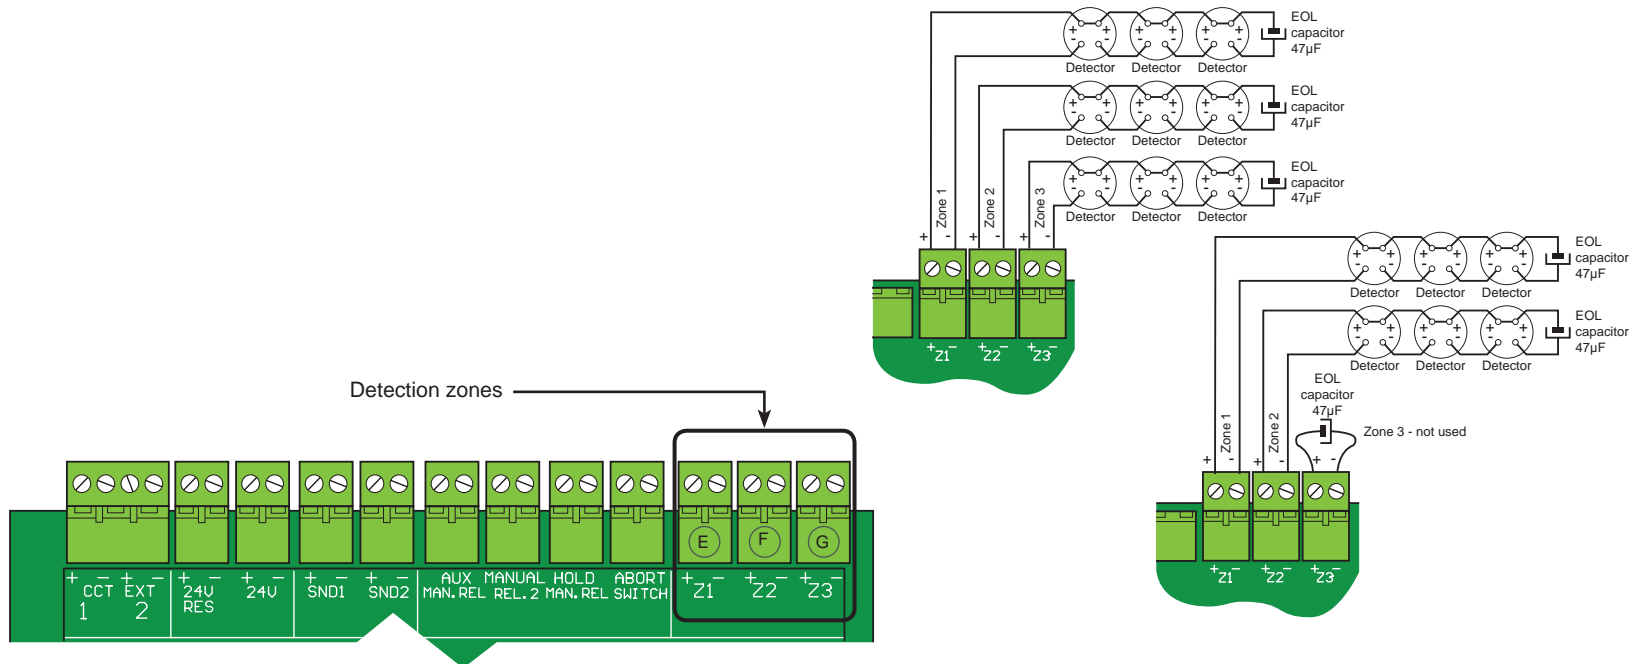 EOL
capacitor
47µF
+ + + + + +
- - - - - -
Detector Detector Detector
EOL
capacitor
47µF
+ + + + + +
- - - - - -
Detector Detector Detector
EOL
capacitor
47µF
+ + + + + +
- - - - - -
Detector Detector Detector
Zone 1
Zone 2
Zone 3
+ - + - + -
+ - + - + -
Z1 Z2 Z3
EOL
capacitor
47µF
+ + + + + +
- - - - - -
Detector Detector Detector
EOL
capacitor
47µF
+ + + + + +
- - - - - -
Detector Detector Detector
EOL
capacitor
47µF
Zone 3 - not used
Zone 1
Zone 2
+ - + - + -
+ - + - + -
Z1 Z2 Z3
Detection zones
E F G
+ - + - + - + - + - + - + - + - + -
CCT EXT
1 2
24V
RES
24V
SND1
SND2
AUX
MAN.REL
MANUAL
REL.2
HOLD
MAN.REL
ABORT
SWITCH
Z1 Z2 Z3